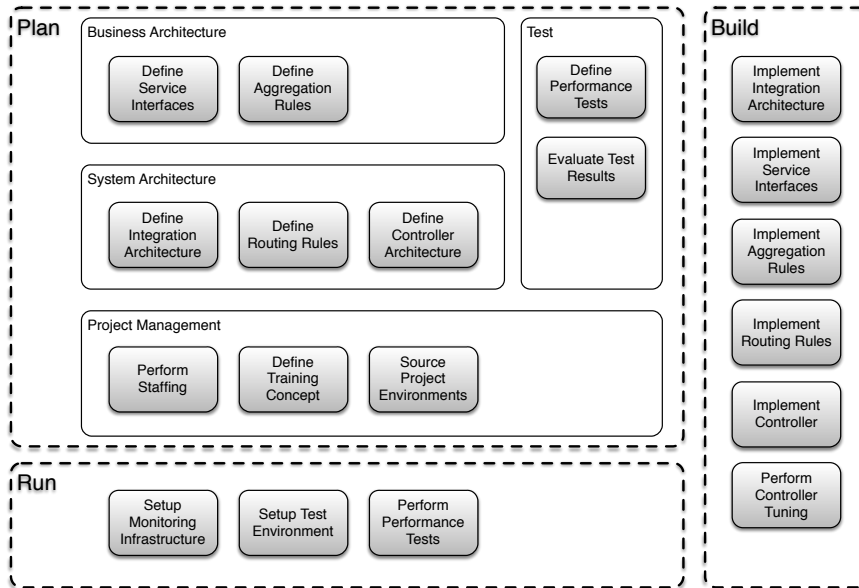 Plan
Business Architecture
Define
Service
Interfaces
Define
Aggregation
Rules
System Architecture
Define
Integration
Architecture
Define
Routing Rules
Define
Controller
Architecture
Test
Define
Performance
Tests
Evaluate Test
Results
Project Management
Perform
Staffing
Define
Training
Concept
Source
Project
Environments
Run
Setup
Monitoring
Infrastructure
Setup Test
Environment
Perform
Performance
Tests
Build
Implement
Integration
Architecture
Implement
Service
Interfaces
Implement
Aggregation
Rules
Implement
Routing Rules
Implement
Controller
Perform
Controller
Tuning